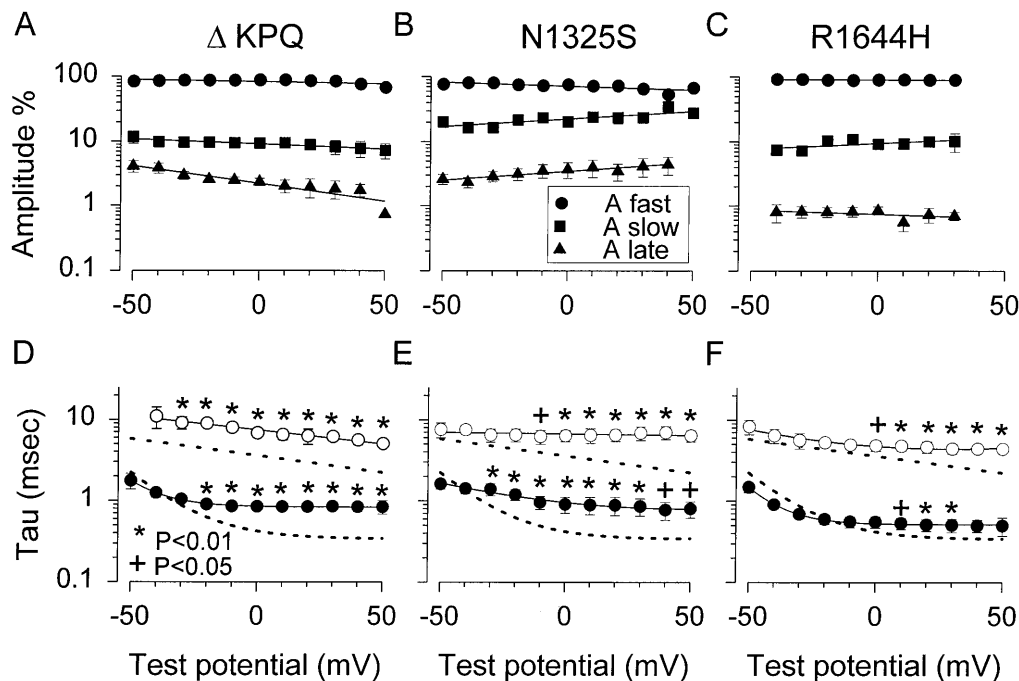 A Δ KPQ B N1325S C R1644H
100
10
1
0.1
Amplitude %
A fast
A slow
A late
-50 0 50 -50 0 50 -50 0 50
D E F
10
1
0.1
Tau (msec)
* * * * * * * *
+ * * * * * *
+ * * * * *
* * * * * * * *
* * * * * * * + +
+ * *
* P<0.01
+ P<0.05
-50 0 50 -50 0 50 -50 0 50
Test potential (mV) Test potential (mV) Test potential (mV)